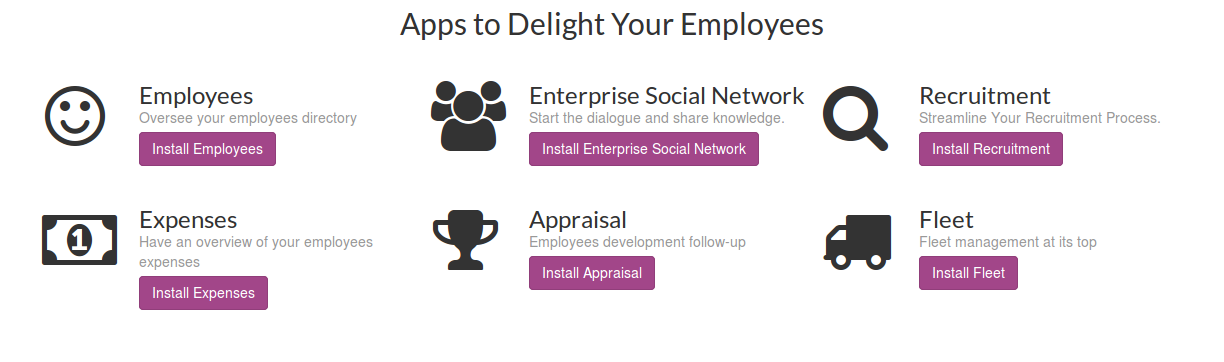 Apps to Delight Your Employees
Employees
Oversee your employees directory
Install Employees
Enterprise Social Network
Start the dialogue and share knowledge.
Install Enterprise Social Network
Recruitment
Streamline Your Recruitment Process.
Install Recruitment
1
Expenses
Have an overview of your employees
expenses
Install Expenses
Appraisal
Employees development follow-up
Install Appraisal
Fleet
Fleet management at its top
Install Fleet